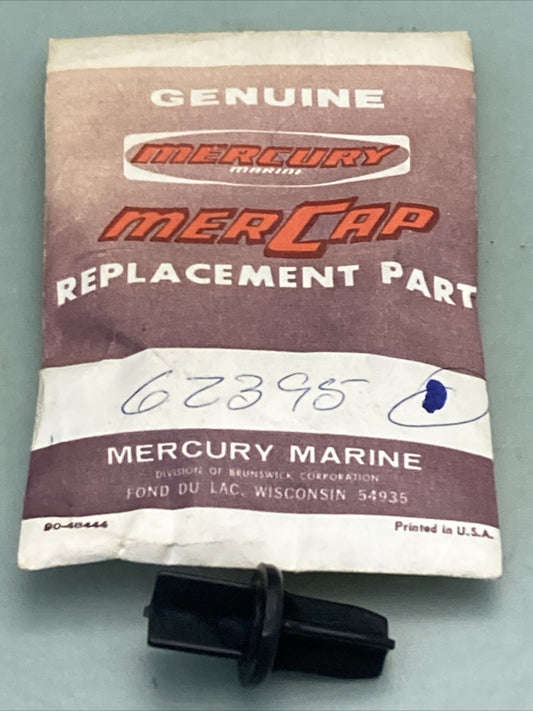 GENUINE
MERCURY
MARINE
MERCAP
REPLACEMENT PART
62395
MERCURY MARINE
DIVISION OF BRUNSWICK CORPORATION
FOND DU LAC, WISCONSIN 54935
90-48444 Printed in U.S.A.